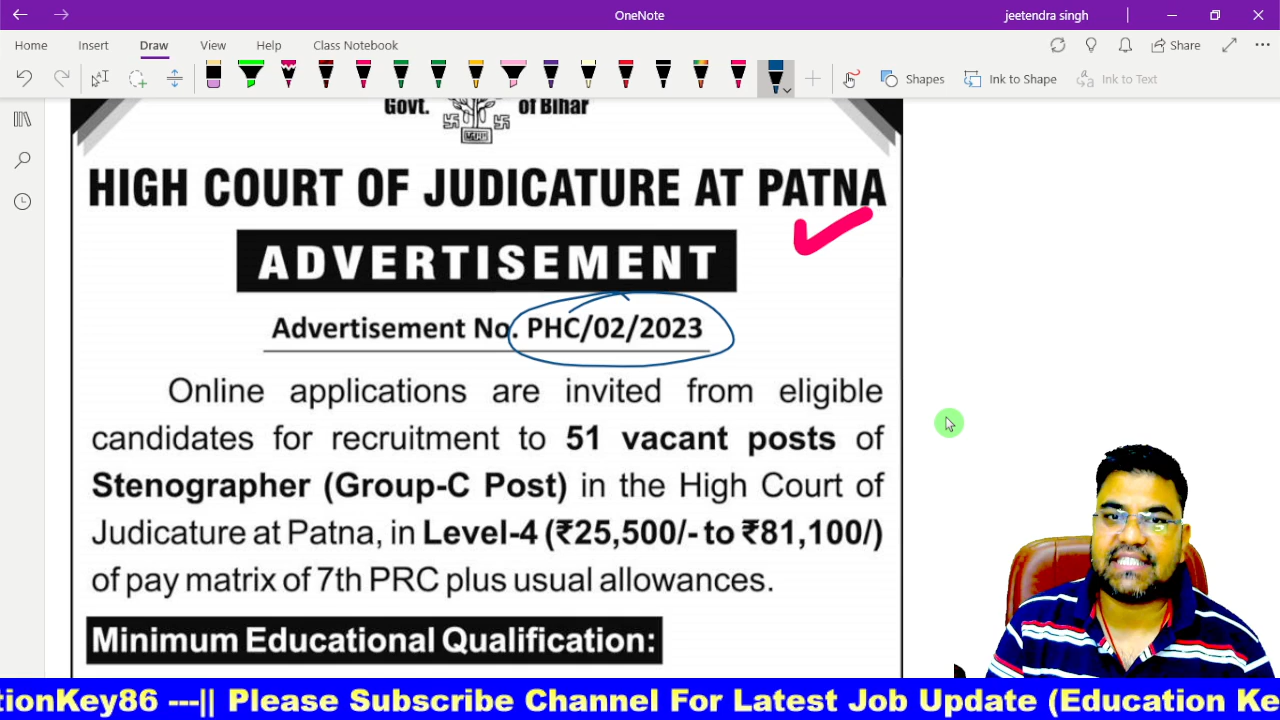 OneNote
jeetendra singh
Home Insert Draw View Help Class Notebook
Share
Shapes Ink to Shape Ink to Text
Govt. of Bihar
HIGH COURT OF JUDICATURE AT PATNA
ADVERTISEMENT
Advertisement No. PHC/02/2023
Online applications are invited from eligible
candidates for recruitment to 51 vacant posts of
Stenographer (Group-C Post) in the High Court of
Judicature at Patna, in Level-4 (₹25,500/- to ₹81,100/)
of pay matrix of 7th PRC plus usual allowances.
Minimum Educational Qualification:
tionKey86 ---|| Please Subscribe Channel For Latest Job Update (Education Ke